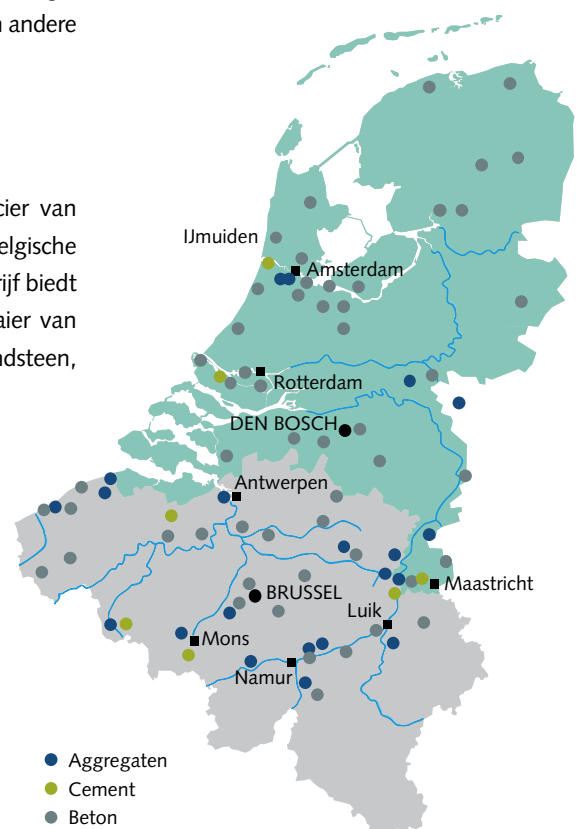 n andere
cier van
elgische
rijf biedt
aier van
ndsteen,
IJmuiden
Amsterdam
Rotterdam
DEN BOSCH
Antwerpen
BRUSSEL
Maastricht
Luik
Mons
Namur
Aggregaten
Cement
Beton